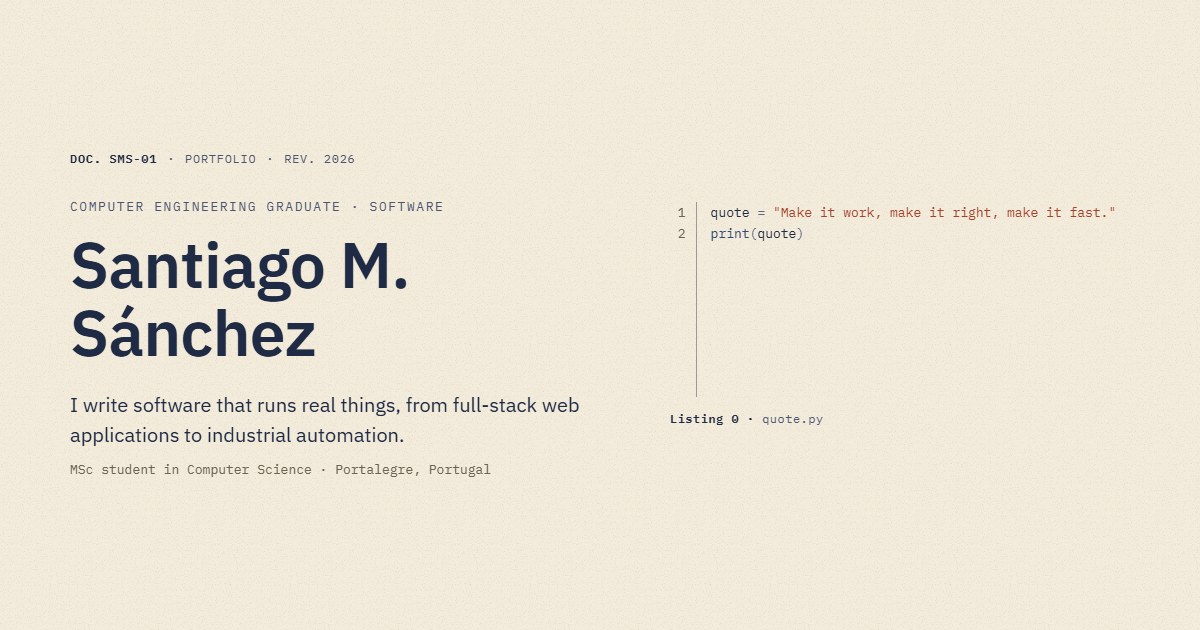 DOC. SMS-01 · PORTFOLIO · REV. 2026
COMPUTER ENGINEERING GRADUATE · SOFTWARE
Santiago M.
Sánchez
I write software that runs real things, from full-stack web
applications to industrial automation.
MSc student in Computer Science · Portalegre, Portugal
1 quote = "Make it work, make it right, make it fast."
2 print(quote)
Listing 0 · quote.py